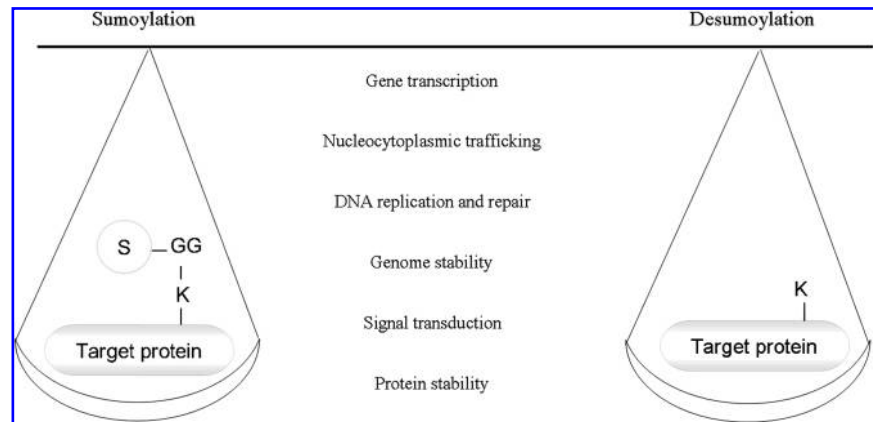 Sumoylation
Desumoylation
Gene transcription
Nucleocytoplasmic trafficking
DNA replication and repair
S
GG
Genome stability
K
K
Signal transduction
Target protein
Target protein
Protein stability